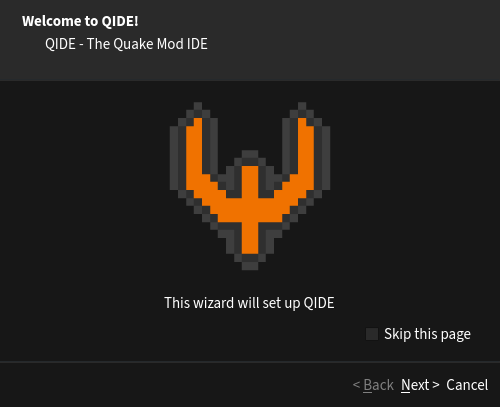 Welcome to QIDE!
QIDE - The Quake Mod IDE
This wizard will set up QIDE
Skip this page
< Back Next > Cancel